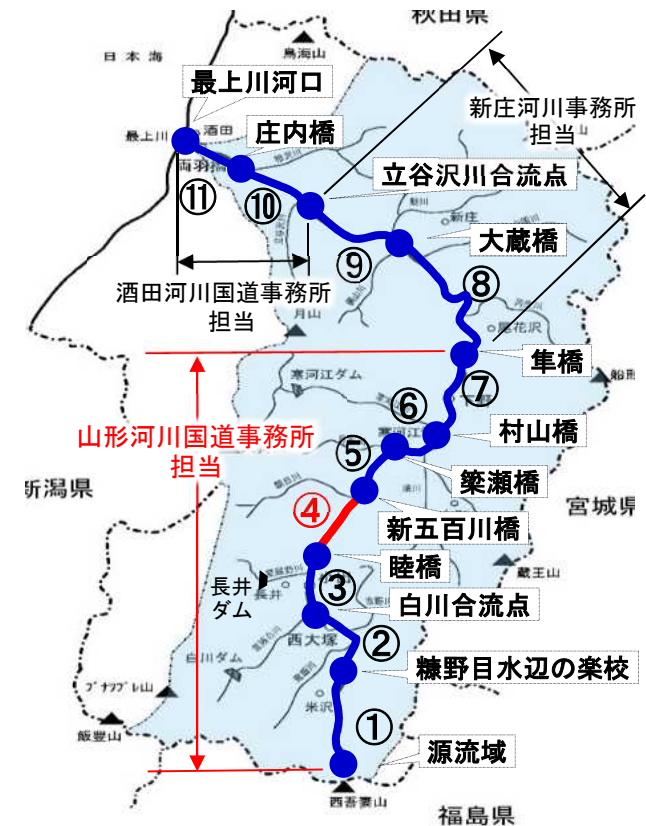 秋田県
日本海
鳥海山
新庄河川事務所
担当
最上川河口
最上川
酒田
庄内橋
両羽橋
立谷沢川合流点
新庄
大蔵橋
⑪
⑩
⑨
⑧
酒田河川国道事務所
担当
月山
尾花沢
隼橋
寒河江ダム
⑦
⑥
村山橋
寒河江
山形河川国道事務所
担当
⑤
簗瀬橋
新潟県
④
新五百川橋
宮城県
睦橋
蔵王山
長井
ダム
長井
③
白川合流点
西大塚
②
白川ダム
糠野目水辺の楽校
米沢
①
飯豊山
源流域
西吾妻山
福島県